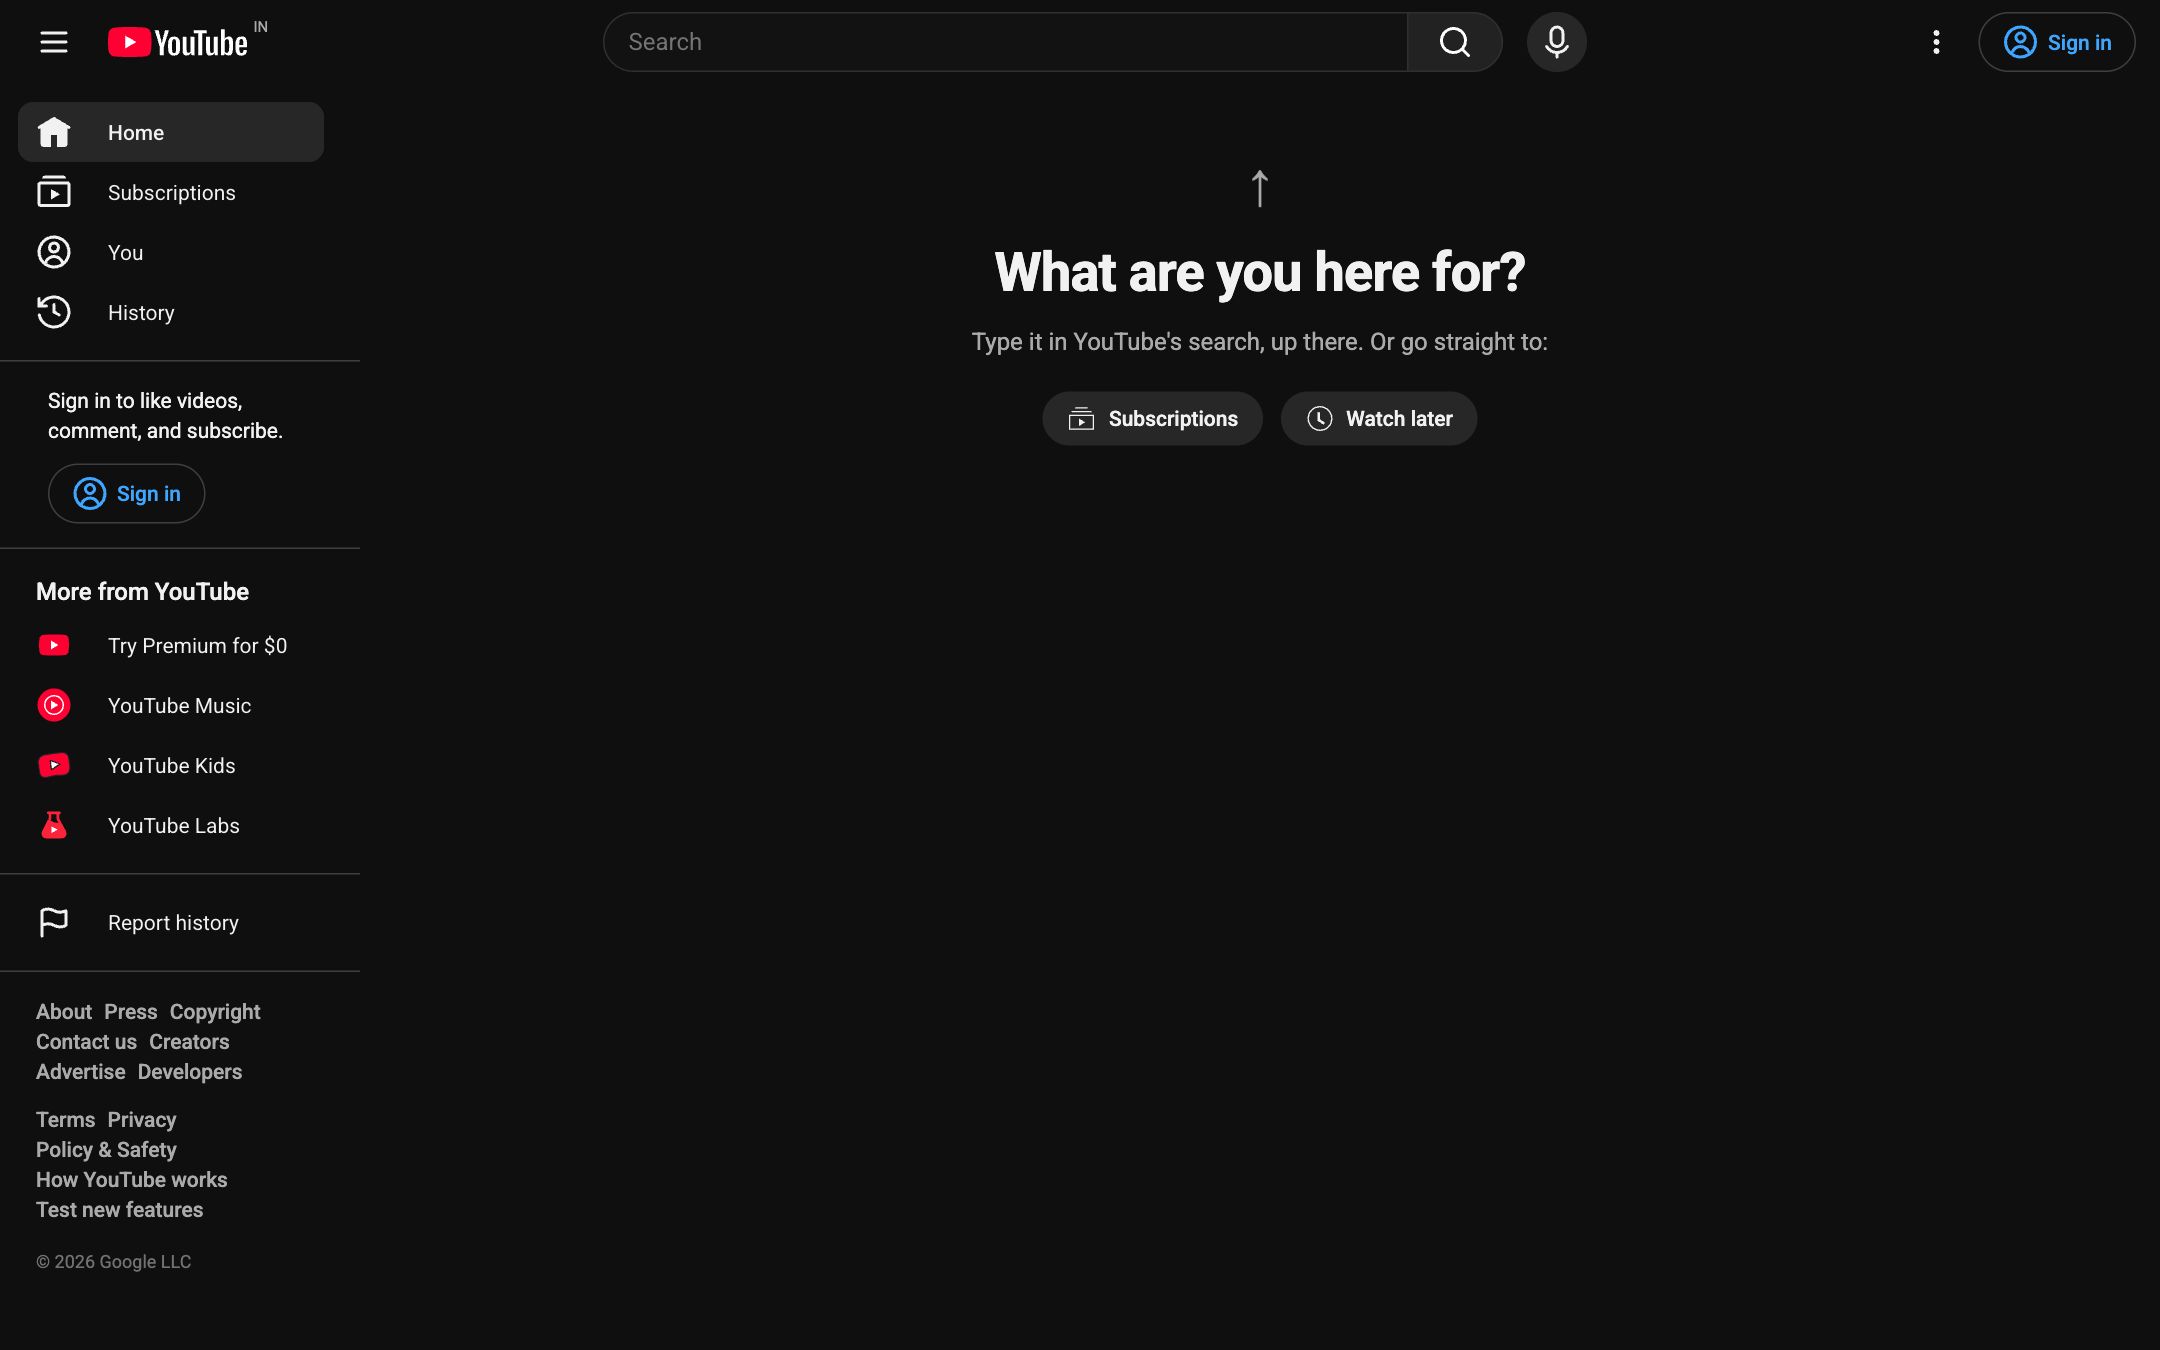 YouTube IN
Search
Sign in
Home
Subscriptions
You
History
Sign in to like videos,
comment, and subscribe.
Sign in
More from YouTube
Try Premium for $0
YouTube Music
YouTube Kids
YouTube Labs
Report history
About Press Copyright
Contact us Creators
Advertise Developers
Terms Privacy
Policy & Safety
How YouTube works
Test new features
© 2026 Google LLC
What are you here for?
Type it in YouTube's search, up there. Or go straight to:
Subscriptions Watch later